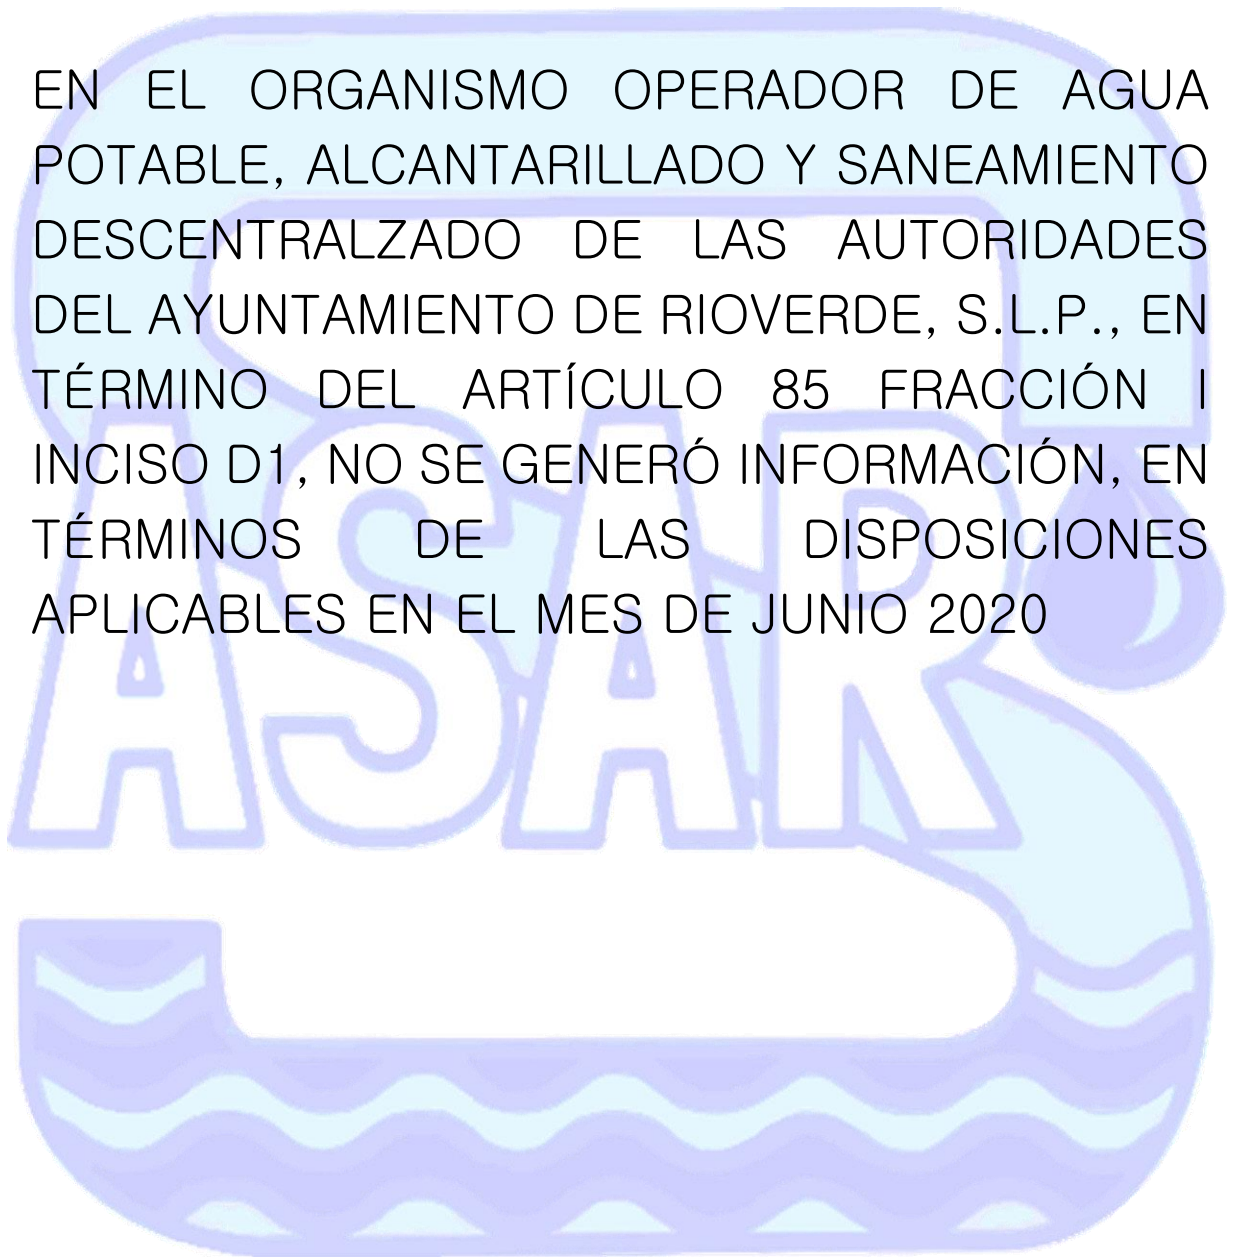 EN EL ORGANISMO OPERADOR DE AGUA
POTABLE, ALCANTARILLADO Y SANEAMIENTO
DESCENTRALZADO DE LAS AUTORIDADES
DEL AYUNTAMIENTO DE RIOVERDE, S.L.P., EN
TÉRMINO DEL ARTÍCULO 85 FRACCIÓN I
INCISO D1, NO SE GENERÓ INFORMACIÓN, EN
TÉRMINOS DE LAS DISPOSICIONES
APLICABLES EN EL MES DE JUNIO 2020
SASAR